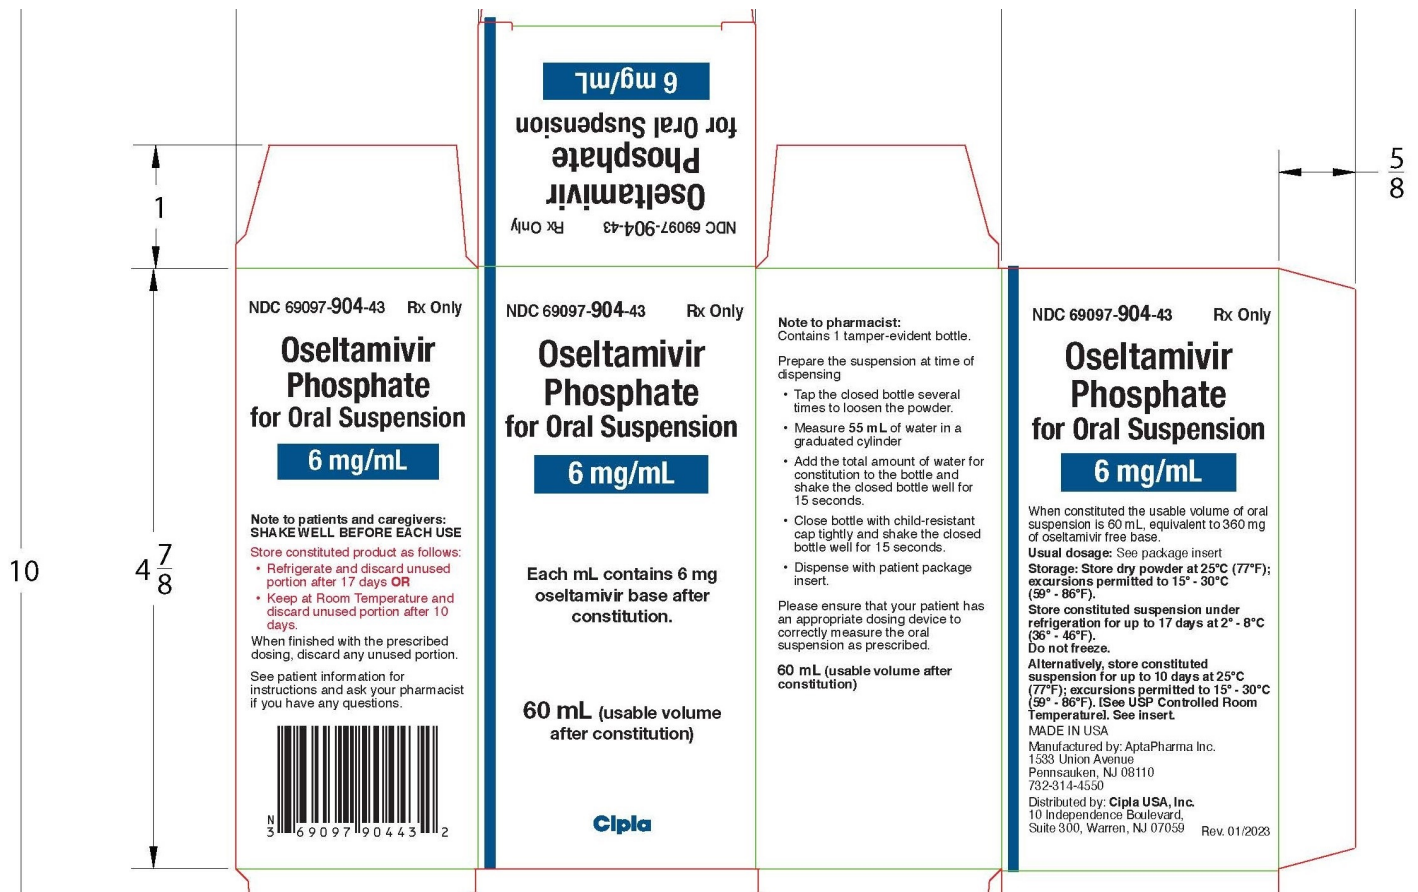 6 mg/mL
for Oral Suspension
Phosphate
Oseltamivir
NDC 69097-904-43 Rx Only
1
5
8
10
4 7
8
NDC 69097-904-43 Rx Only
Oseltamivir
Phosphate
for Oral Suspension
6 mg/mL
Note to patients and caregivers:
SHAKE WELL BEFORE EACH USE
Store constituted product as follows:
• Refrigerate and discard unused
portion after 17 days OR
• Keep at Room Temperature and
discard unused portion after 10
days.
When finished with the prescribed
dosing, discard any unused portion.
See patient information for
instructions and ask your pharmacist
if you have any questions.
N
3 69097 90443 2
NDC 69097-904-43 Rx Only
Oseltamivir
Phosphate
for Oral Suspension
6 mg/mL
Each mL contains 6 mg
oseltamivir base after
constitution.
60 mL (usable volume
after constitution)
Cipla
Note to pharmacist:
Contains 1 tamper-evident bottle.
Prepare the suspension at time of
dispensing
• Tap the closed bottle several
times to loosen the powder.
• Measure 55 mL of water in a
graduated cylinder
• Add the total amount of water for
constitution to the bottle and
shake the closed bottle well for
15 seconds.
• Close bottle with child-resistant
cap tightly and shake the closed
bottle well for 15 seconds.
• Dispense with patient package
insert.
Please ensure that your patient has
an appropriate dosing device to
correctly measure the oral
suspension as prescribed.
60 mL (usable volume after
constitution)
NDC 69097-904-43 Rx Only
Oseltamivir
Phosphate
for Oral Suspension
6 mg/mL
When constituted the usable volume of oral
suspension is 60 mL, equivalent to 360 mg
of oseltamivir free base.
Usual dosage: See package insert
Storage: Store dry powder at 25°C (77°F);
excursions permitted to 15° - 30°C
(59° - 86°F).
Store constituted suspension under
refrigeration for up to 17 days at 2° - 8°C
(36° - 46°F).
Do not freeze.
Alternatively, store constituted
suspension for up to 10 days at 25°C
(77°F); excursions permitted to 15° - 30°C
(59° - 86°F). [See USP Controlled Room
Temperature]. See insert.
MADE IN USA
Manufactured by: AptaPharma Inc.
1533 Union Avenue
Pennsauken, NJ 08110
732-314-4550
Distributed by: Cipla USA, Inc.
10 Independence Boulevard,
Suite 300, Warren, NJ 07059 Rev. 01/2023